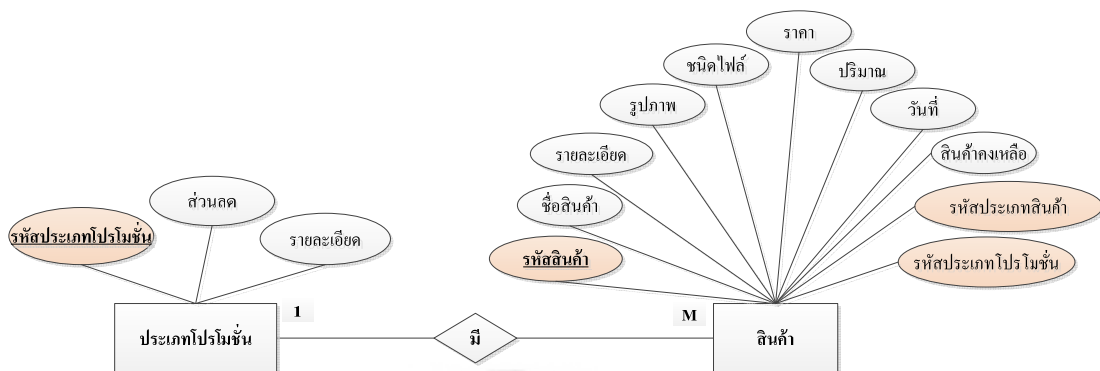 ราคา
ชนิดไฟล์
ปริมาณ
รูปภาพ
วันที่
รายละเอียด
สินค้าคงเหลือ
ส่วนลด
ชื่อสินค้า
รหัสประเภทสินค้า
รหัสประเภทโปรโมชั่น
รายละเอียด
รหัสสินค้า
รหัสประเภทโปรโมชั่น
1
M
ประเภทโปรโมชั่น
มี
สินค้า